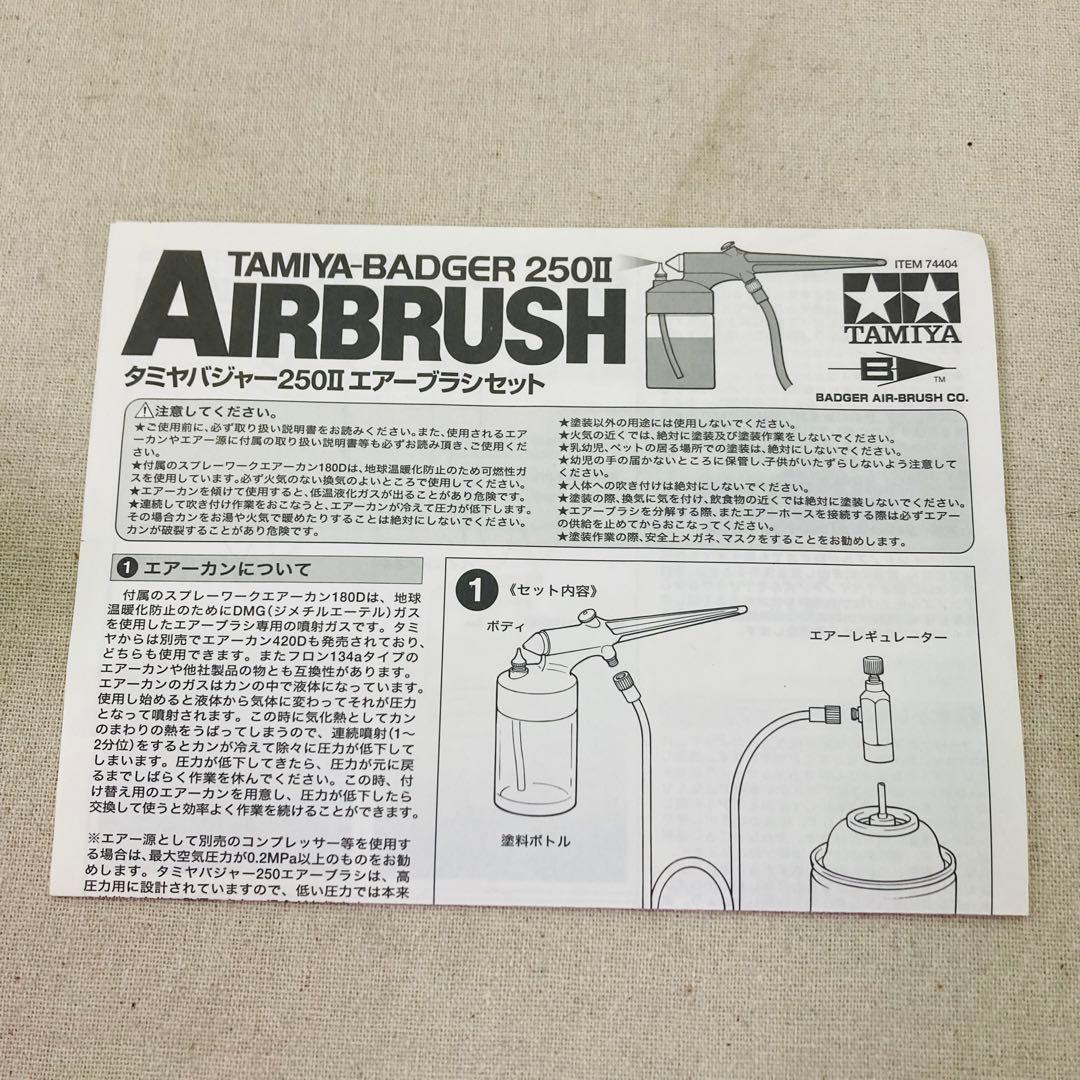 TAMIYA-BADGER 250II
AIRBRUSH
タミヤバジャー250II エアーブラシセット
ITEM 74404
TAMIYA
B
TM
BADGER AIR-BRUSH CO.
⚠注意してください。
★ご使用前に、必ず取り扱い説明書をお読みください。また、使用されるエア
ーカンやエアー源に付属の取り扱い説明書等も必ずお読み頂き、ご使用くだ
さい。
★付属のスプレーワークエアーカン180Dは、地球温暖化防止のため可燃性ガ
スを使用しています。必ず火気のない換気のよいところで使用してください。
★エアーカンを傾けて使用すると、低温液化ガスが出ることがあり危険です。
★連続して吹き付け作業をおこなうと、エアーカンが冷えて圧力が低下します。
その場合カンをお湯や火気で暖めたりすることは絶対にしないでください。
カンが破裂することがあり危険です。
★塗装以外の用途には使用しないでください。
★火気の近くでは、絶対に塗装及び塗装作業をしないでください。
★乳幼児、ペットの居る場所での塗装は、絶対にしないでください。
★幼児の手の届かないところに保管し、子供がいたずらしないよう注意して
ください。
★人体への吹き付けは絶対にしないでください。
★塗装の際、換気に気を付け、飲食物の近くでは絶対に塗装しないでください。
★エアーブラシを分解する際、またエアーホースを接続する際は必ずエアー
の供給を止めてからおこなってください。
★塗装作業の際、安全上メガネ、マスクをすることをお勧めします。
❶ エアーカンについて
付属のスプレーワークエアーカン180Dは、地球
温暖化防止のためにDMG(ジメチルエーテル)ガス
を使用したエアーブラシ専用の噴射ガスです。タミ
ヤからは別売でエアーカン420Dも発売されており、
どちらも使用できます。またフロン134aタイプの
エアーカンや他社製品の物とも互換性があります。
エアーカンのガスはカンの中で液体になっています。
使用し始めると液体から気体に変わってそれが圧力
となって噴射されます。この時に気化熱としてカン
のまわりの熱をうばってしまうので、連続噴射(1〜
2分位)をするとカンが冷えて除々に圧力が低下して
しまいます。圧力が低下してきたら、圧力が元に戻
るまでしばらく作業を休んでください。この時、付
け替え用のエアーカンを用意し、圧力が低下したら
交換して使うと効率よく作業を続けることができます。
※エアー源として別売のコンプレッサー等を使用す
る場合は、最大空気圧力が0.2MPa以上のものをお勧
めします。タミヤバジャー250エアーブラシは、高
圧力用に設計されていますので、低い圧力では本来
❶ 《セット内容》
ボディ
エアーレギュレーター
塗料ボトル